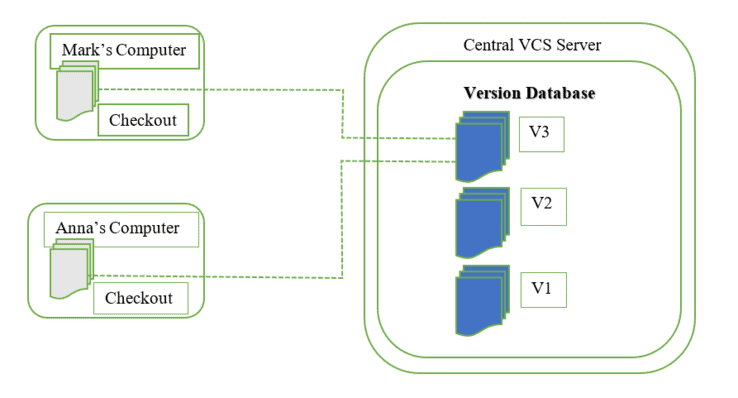 Mark’s Computer
Checkout
Anna’s Computer
Checkout
Central VCS Server
Version Database
V3
V2
V1